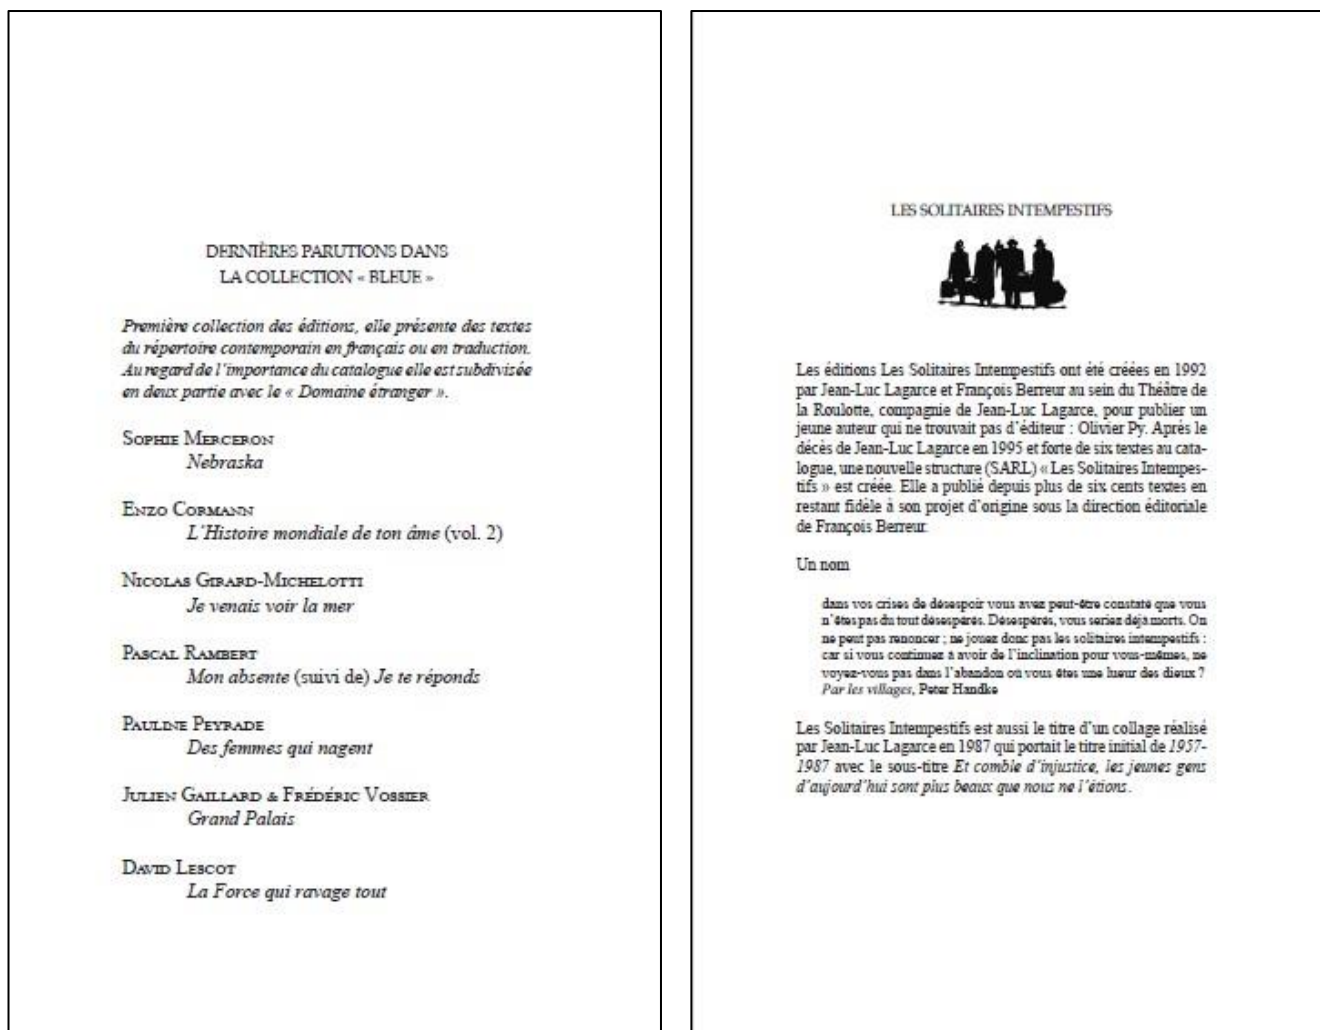 DERNIÈRES PARUTIONS DANS
LA COLLECTION « BLEUE »
Première collection des éditions, elle présente des textes
du répertoire contemporain en français ou en traduction.
Au regard de l'importance du catalogue elle est subdivisée
en deux partie avec le « Domaine étranger ».
SOPHIE MERCERON
Nebraska
ENZO CORMANN
L'Histoire mondiale de ton âme (vol. 2)
NICOLAS GIRARD-MICHELOTTI
Je venais voir la mer
PASCAL RAMBERT
Mon absente (suivi de) Je te réponds
PAULINE PEYRADE
Des femmes qui nagent
JULIEN GAILLARD & FRÉDÉRIC VOSSIER
Grand Palais
DAVID LESCOT
La Force qui ravage tout
LES SOLITAIRES INTEMPESTIFS
Les éditions Les Solitaires Intempestifs ont été créées en 1992
par Jean-Luc Lagarce et François Berreur au sein du Théâtre de
la Roulotte, compagnie de Jean-Luc Lagarce, pour publier un
jeune auteur qui ne trouvait pas d'éditeur : Olivier Py. Après le
décès de Jean-Luc Lagarce en 1995 et forte de six textes au cata-
logue, une nouvelle structure (SARL) « Les Solitaires Intempes-
tifs » est créée. Elle a publié depuis plus de six cents textes en
restant fidèle à son projet d'origine sous la direction éditoriale
de François Berreur.
Un nom
dans vos crises de désespoir vous avez peut-être constaté que vous
n'êtes pas du tout désespérés. Désespérés, vous seriez déjà morts. On
ne peut pas renoncer ; ne jouez donc pas les solitaires intempestifs :
car si vous continuez à avoir de l'inclination pour vous-mêmes, ne
voyez-vous pas dans l'abandon où vous êtes une lueur des dieux ?
Par les villages, Peter Handke
Les Solitaires Intempestifs est aussi le titre d'un collage réalisé
par Jean-Luc Lagarce en 1987 qui portait le titre initial de 1957-
1987 avec le sous-titre Et comble d'injustice, les jeunes gens
d'aujourd'hui sont plus beaux que nous ne l'étions.